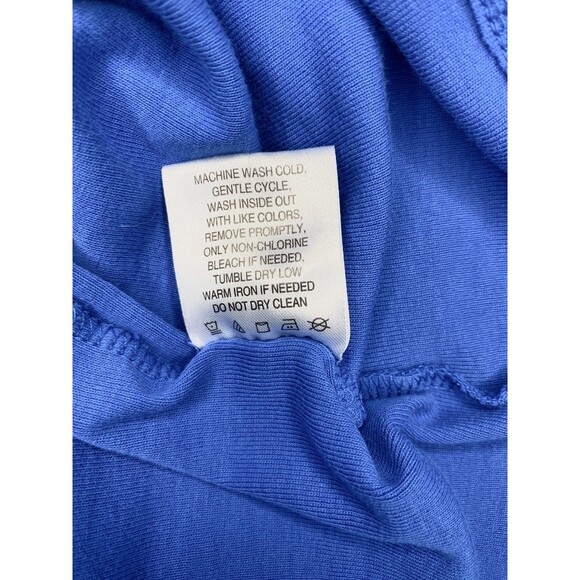 MACHINE WASH COLD,
GENTLE CYCLE,
WASH INSIDE OUT
WITH LIKE COLORS,
REMOVE PROMPTLY,
ONLY NON-CHLORINE
BLEACH IF NEEDED,
TUMBLE DRY LOW
WARM IRON IF NEEDED
DO NOT DRY CLEAN